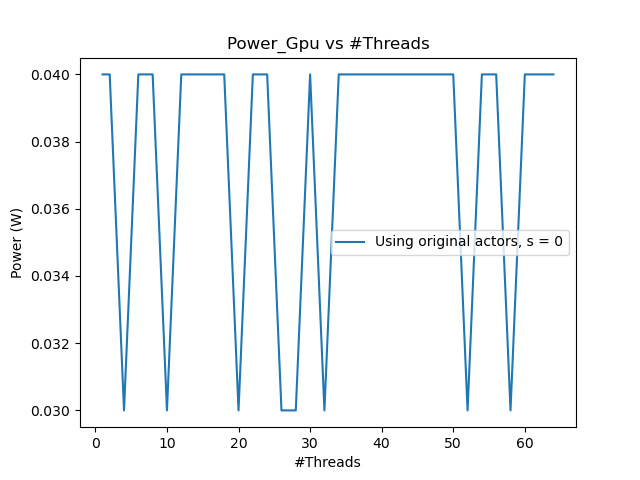 Power_Gpu vs #Threads
0.040
0.038
0.036
0.034
0.032
0.030
Power (W)
Using original actors, s = 0
0 10 20 30 40 50 60
#Threads